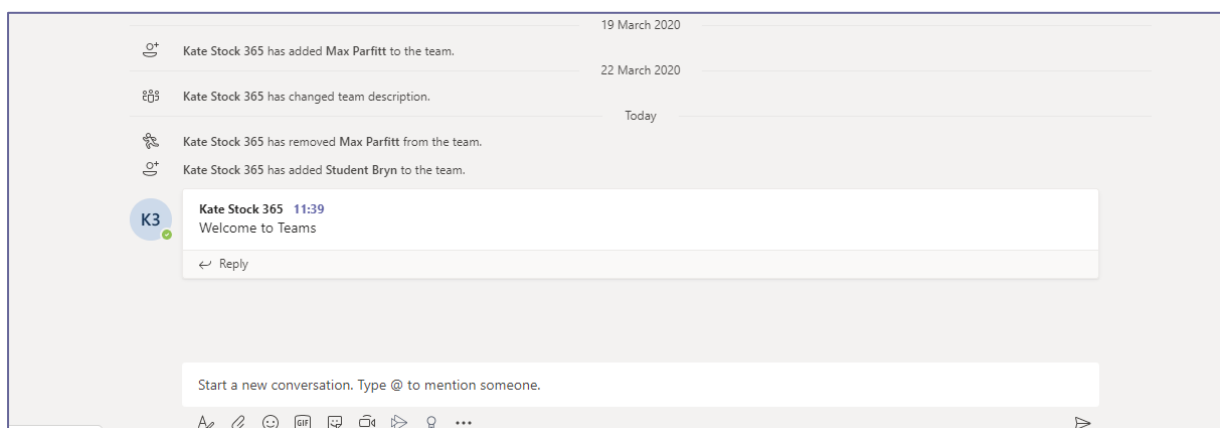 19 March 2020
Kate Stock 365 has added Max Parfitt to the team.
22 March 2020
Kate Stock 365 has changed team description.
Today
Kate Stock 365 has removed Max Parfitt from the team.
Kate Stock 365 has added Student Bryn to the team.
K3
Kate Stock 365 11:39
Welcome to Teams
Reply
Start a new conversation. Type @ to mention someone.
GIF